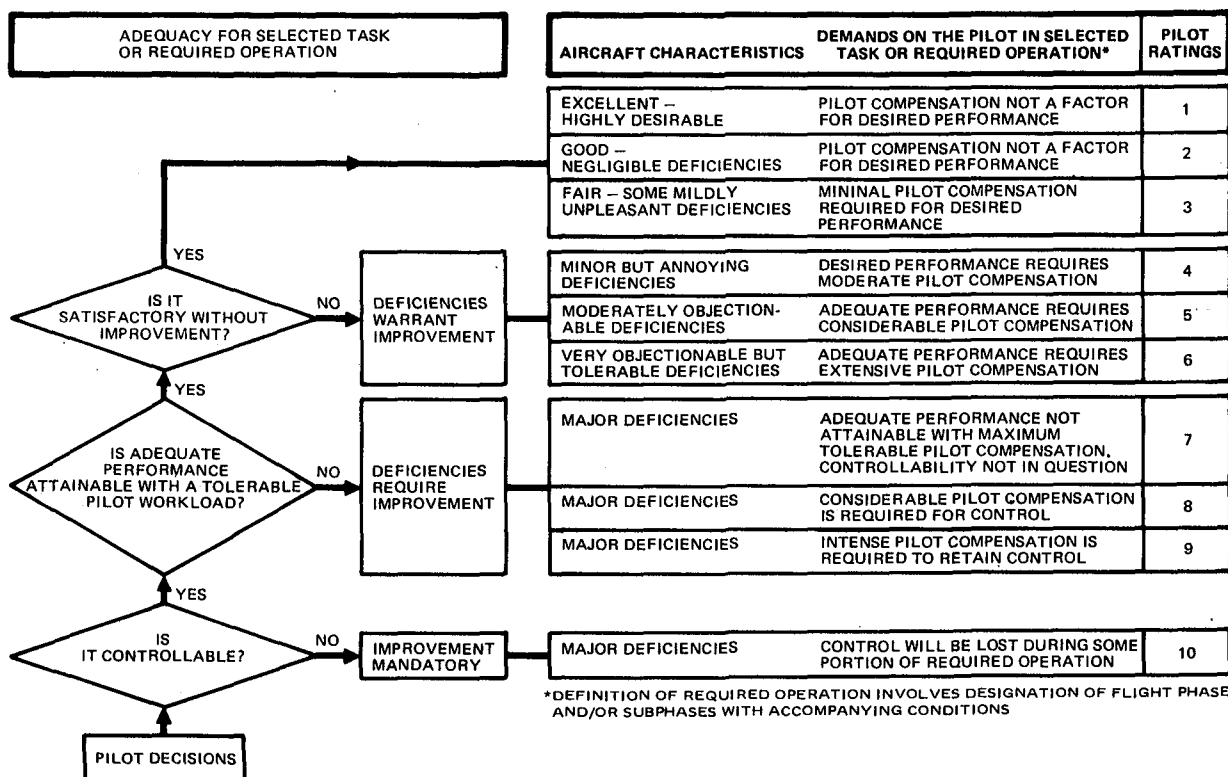 ADEQUACY FOR SELECTED TASK
OR REQUIRED OPERATION
AIRCRAFT CHARACTERISTICS
DEMANDS ON THE PILOT IN SELECTED
TASK OR REQUIRED OPERATION*
PILOT
RATINGS
EXCELLENT –
HIGHLY DESIRABLE
PILOT COMPENSATION NOT A FACTOR
FOR DESIRED PERFORMANCE
1
GOOD –
NEGLIGIBLE DEFICIENCIES
PILOT COMPENSATION NOT A FACTOR
FOR DESIRED PERFORMANCE
2
FAIR – SOME MILDLY
UNPLEASANT DEFICIENCIES
MININAL PILOT COMPENSATION
REQUIRED FOR DESIRED
PERFORMANCE
3
YES
IS IT
SATISFACTORY WITHOUT
IMPROVEMENT?
NO
DEFICIENCIES
WARRANT
IMPROVEMENT
MINOR BUT ANNOYING
DEFICIENCIES
DESIRED PERFORMANCE REQUIRES
MODERATE PILOT COMPENSATION
4
MODERATELY OBJECTION-
ABLE DEFICIENCIES
ADEQUATE PERFORMANCE REQUIRES
CONSIDERABLE PILOT COMPENSATION
5
VERY OBJECTIONABLE BUT
TOLERABLE DEFICIENCIES
ADEQUATE PERFORMANCE REQUIRES
EXTENSIVE PILOT COMPENSATION
6
YES
IS ADEQUATE
PERFORMANCE
ATTAINABLE WITH A TOLERABLE
PILOT WORKLOAD?
NO
DEFICIENCIES
REQUIRE
IMPROVEMENT
MAJOR DEFICIENCIES
ADEQUATE PERFORMANCE NOT
ATTAINABLE WITH MAXIMUM
TOLERABLE PILOT COMPENSATION.
CONTROLLABILITY NOT IN QUESTION
7
MAJOR DEFICIENCIES
CONSIDERABLE PILOT COMPENSATION
IS REQUIRED FOR CONTROL
8
MAJOR DEFICIENCIES
INTENSE PILOT COMPENSATION IS
REQUIRED TO RETAIN CONTROL
9
YES
IS
IT CONTROLLABLE?
NO
IMPROVEMENT
MANDATORY
MAJOR DEFICIENCIES
CONTROL WILL BE LOST DURING SOME
PORTION OF REQUIRED OPERATION
10
*DEFINITION OF REQUIRED OPERATION INVOLVES DESIGNATION OF FLIGHT PHASE
AND/OR SUBPHASES WITH ACCOMPANYING CONDITIONS
PILOT DECISIONS